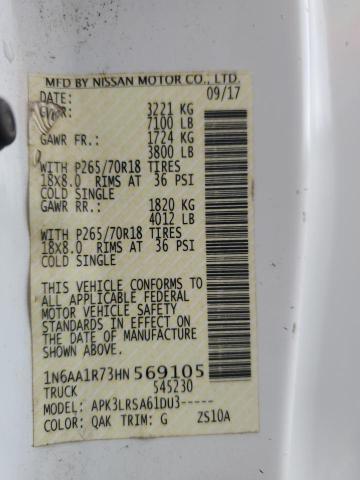 MFD BY NISSAN MOTOR CO., LTD.
DATE: 09/17
3221 KG
7100 LB
GAWR FR: 1724 KG
3800 LB
WITH P265/70R18 TIRES
18X8.0 RIMS AT 36 PSI
COLD SINGLE
GAWR RR: 1820 KG
4012 LB
WITH P265/70R18 TIRES
18X8.0 RIMS AT 36 PSI
COLD SINGLE
THIS VEHICLE CONFORMS TO
ALL APPLICABLE FEDERAL
MOTOR VEHICLE SAFETY
STANDARDS IN EFFECT ON
THE DATE OF MANUFACTURE
SHOWN ABOVE.
1N6AA1R73HN 569105
TRUCK 545230
MODEL: APK3LRSA61DU3-----
COLOR: QAK TRIM: G ZS10A